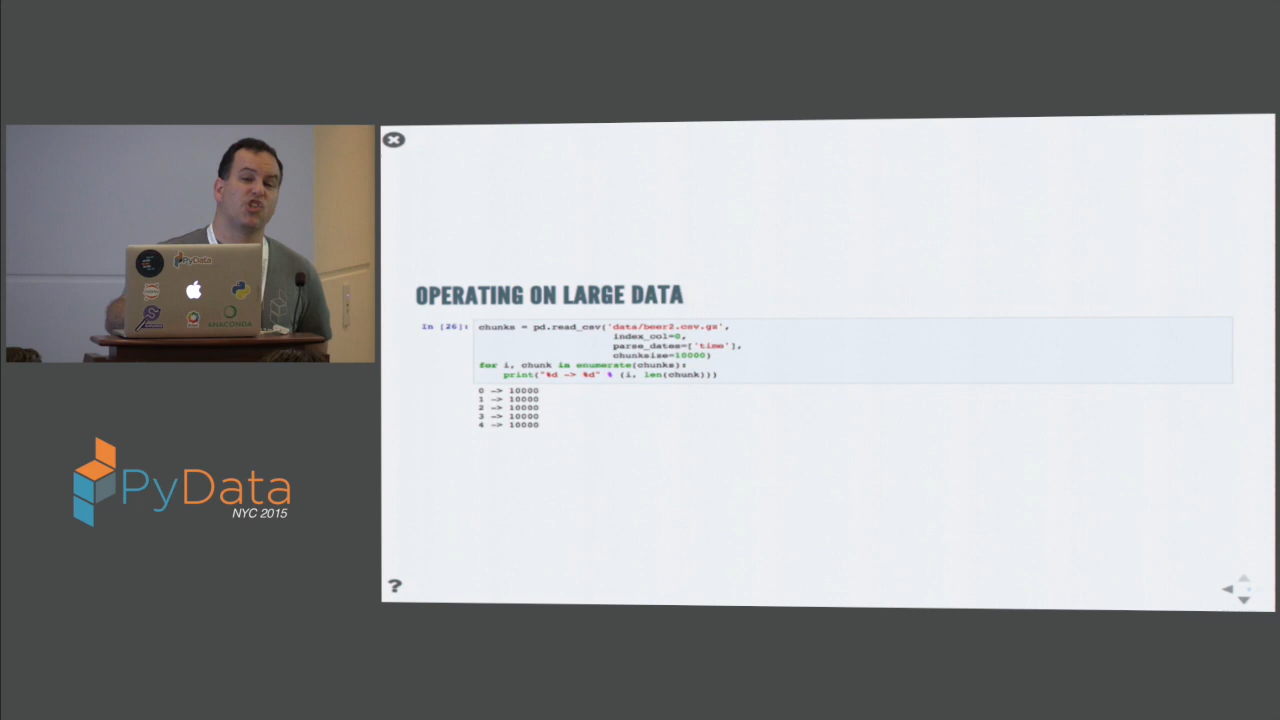 PyData
ANACONDA
PyData
NYC 2015
OPERATING ON LARGE DATA
In [26]: chunks = pd.read_csv('data/beer2.csv.gz',
index_col=0,
parse_dates=['time'],
chunksize=10000)
for i, chunk in enumerate(chunks):
print("%d -> %d" % (i, len(chunk)))
0 -> 10000
1 -> 10000
2 -> 10000
3 -> 10000
4 -> 10000
?